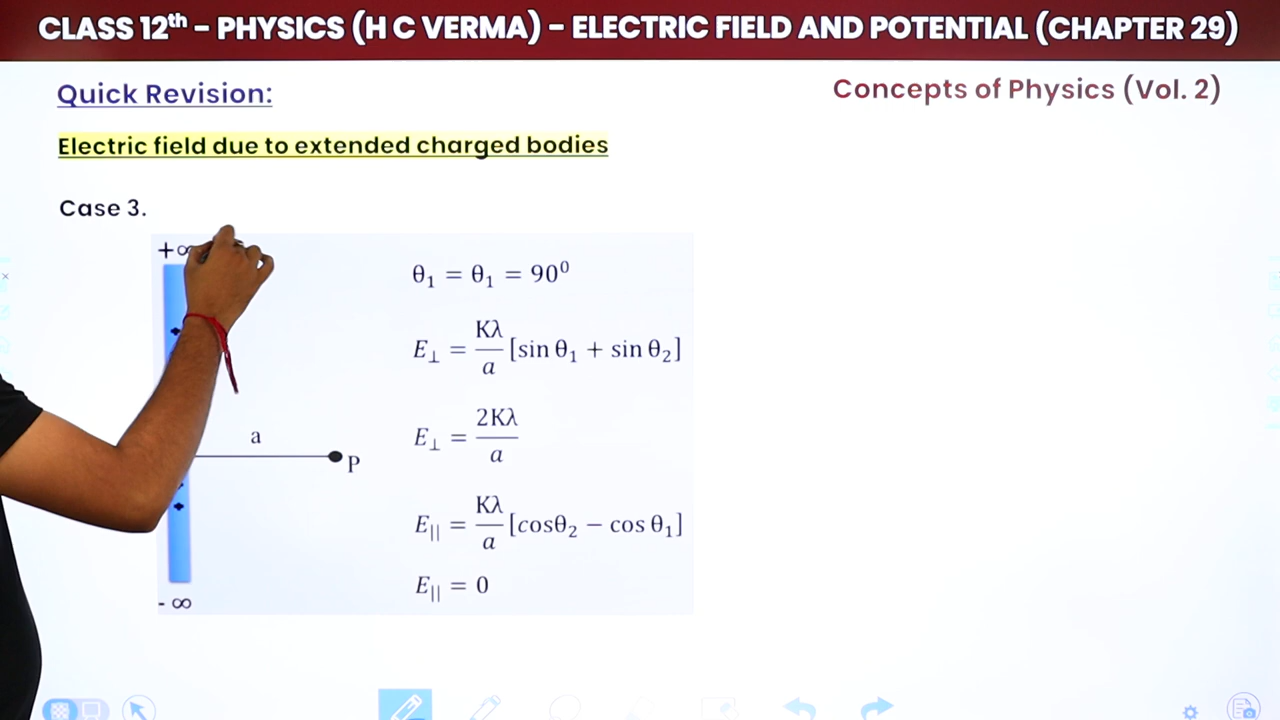 CLASS 12th – PHYSICS (H C VERMA) – ELECTRIC FIELD AND POTENTIAL (CHAPTER 29)
Quick Revision:
Concepts of Physics (Vol. 2)
Electric field due to extended charged bodies
Case 3.
+∞
θ₁ = θ₁ = 90⁰
E⊥ = Kλ/a [sin θ₁ + sin θ₂]
a
E⊥ = 2Kλ/a
P
E|| = Kλ/a [cosθ₂ − cos θ₁]
E|| = 0
- ∞